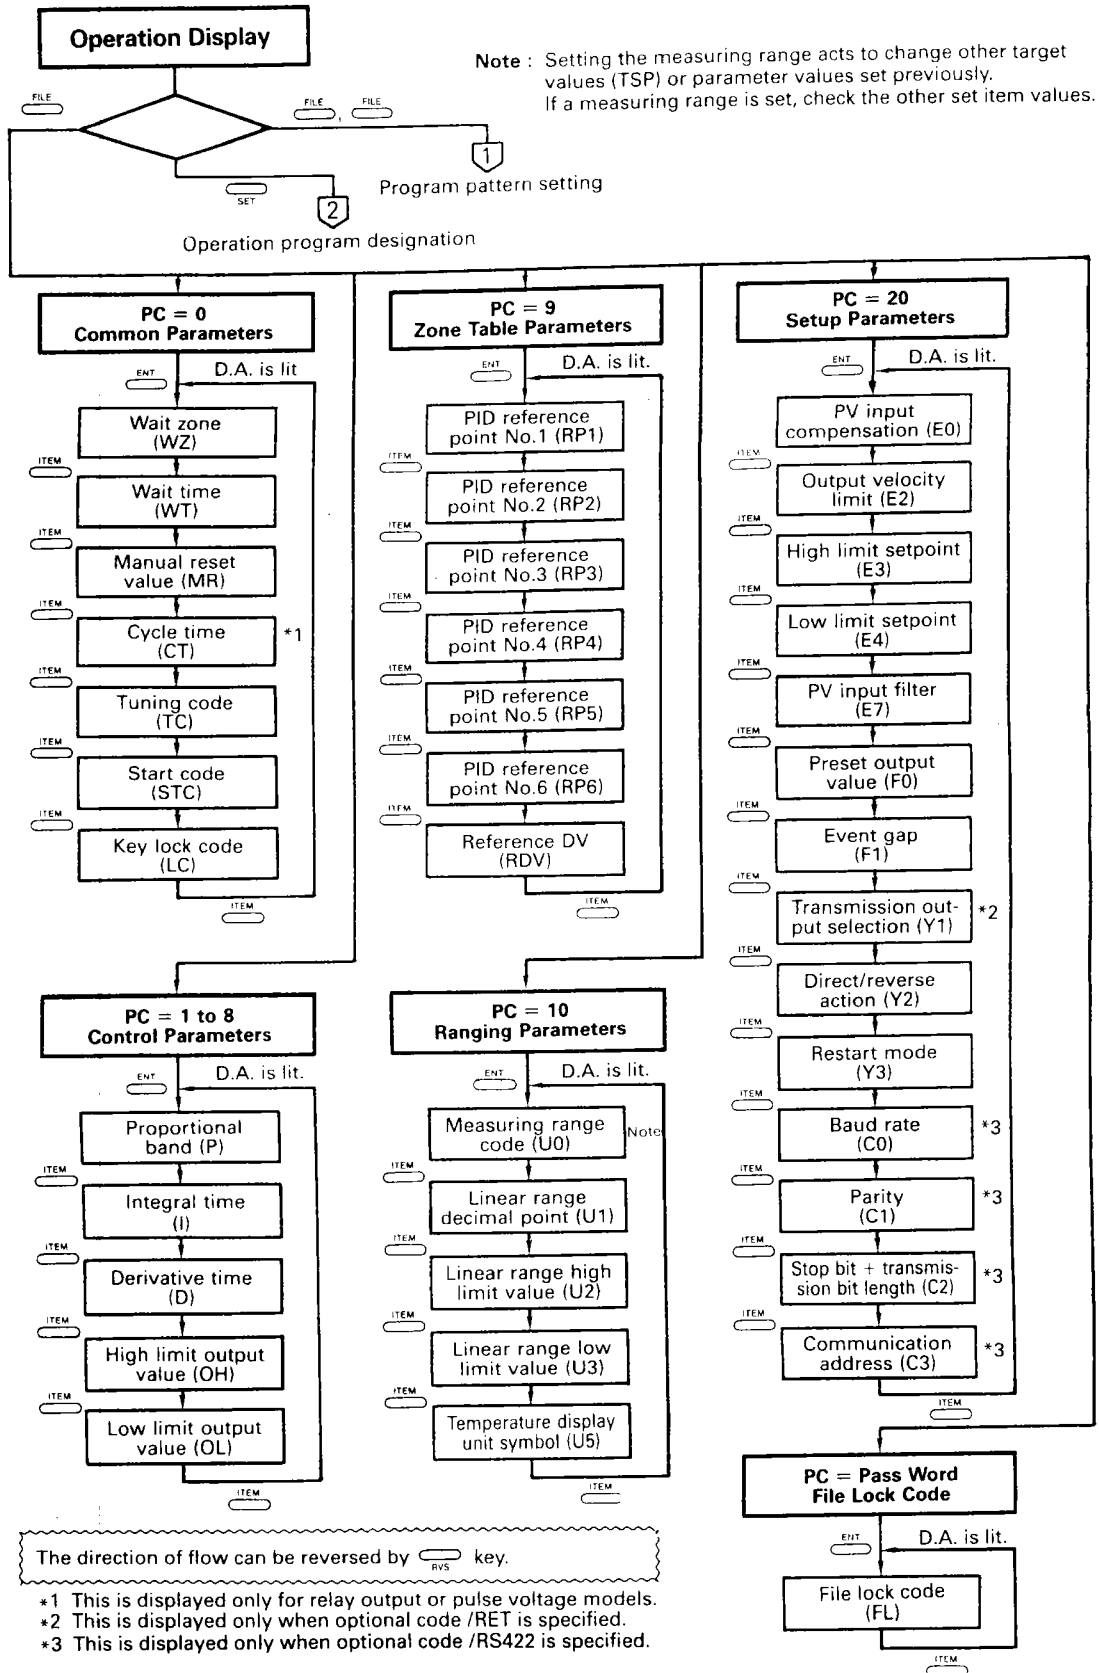 Operation Display
Note : Setting the measuring range acts to change other target
values (TSP) or parameter values set previously.
If a measuring range is set, check the other set item values.
FILE
FILE , FILE
1
Program pattern setting
SET
2
Operation program designation
PC = 0
Common Parameters
ENT
D.A. is lit
Wait zone
(WZ)
ITEM
Wait time
(WT)
ITEM
Manual reset
value (MR)
ITEM
Cycle time
(CT)
*1
ITEM
Tuning code
(TC)
ITEM
Start code
(STC)
ITEM
Key lock code
(LC)
ITEM
PC = 9
Zone Table Parameters
ENT
D.A. is lit.
PID reference
point No.1 (RP1)
ITEM
PID reference
point No.2 (RP2)
ITEM
PID reference
point No.3 (RP3)
ITEM
PID reference
point No.4 (RP4)
ITEM
PID reference
point No.5 (RP5)
ITEM
PID reference
point No.6 (RP6)
ITEM
Reference DV
(RDV)
ITEM
PC = 20
Setup Parameters
ENT
D.A. is lit.
PV input
compensation (E0)
ITEM
Output velocity
limit (E2)
ITEM
High limit setpoint
(E3)
ITEM
Low limit setpoint
(E4)
ITEM
PV input filter
(E7)
ITEM
Preset output
value (F0)
ITEM
Event gap
(F1)
ITEM
Transmission out-
put selection (Y1)
*2
ITEM
Direct/reverse
action (Y2)
ITEM
Restart mode
(Y3)
ITEM
Baud rate
(C0)
*3
ITEM
Parity
(C1)
*3
ITEM
Stop bit + transmis-
sion bit length (C2)
*3
ITEM
Communication
address (C3)
*3
ITEM
PC = 1 to 8
Control Parameters
ENT
D.A. is lit.
Proportional
band (P)
ITEM
Integral time
(I)
ITEM
Derivative time
(D)
ITEM
High limit output
value (OH)
ITEM
Low limit output
value (OL)
ITEM
PC = 10
Ranging Parameters
ENT
D.A. is lit.
Measuring range
code (U0)
Note
ITEM
Linear range
decimal point (U1)
ITEM
Linear range high
limit value (U2)
ITEM
Linear range low
limit value (U3)
ITEM
Temperature display
unit symbol (U5)
ITEM
PC = Pass Word
File Lock Code
ENT
D.A. is lit.
File lock code
(FL)
ITEM
The direction of flow can be reversed by RVS key.
*1 This is displayed only for relay output or pulse voltage models.
*2 This is displayed only when optional code /RET is specified.
*3 This is displayed only when optional code /RS422 is specified.